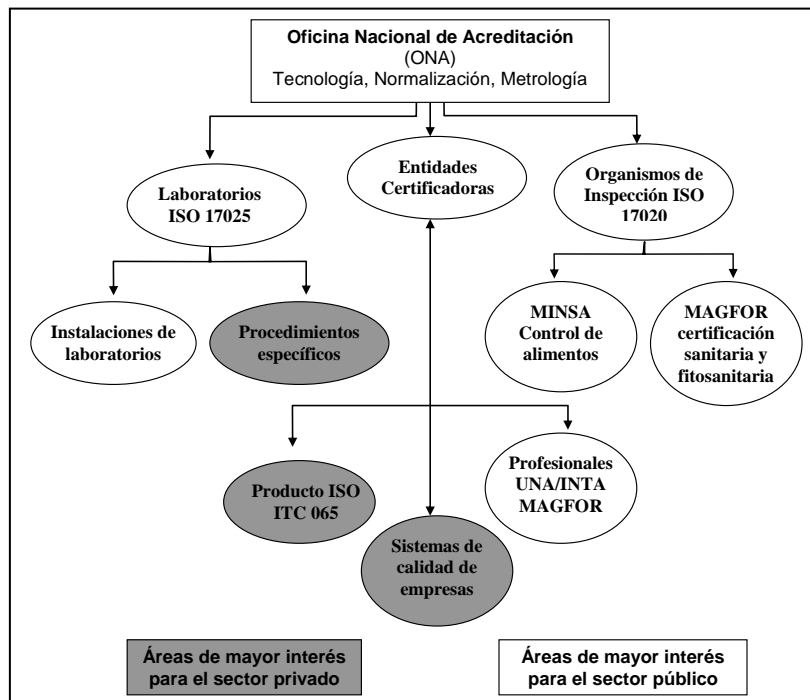 Oficina Nacional de Acreditación
(ONA)
Tecnología, Normalización, Metrología
Laboratorios
ISO 17025
Entidades
Certificadoras
Organismos de
Inspección ISO
17020
Instalaciones de
laboratorios
Procedimientos
específicos
MINSA
Control de
alimentos
MAGFOR
certificación
sanitaria y
fitosanitaria
Producto ISO
ITC 065
Sistemas de
calidad de
empresas
Profesionales
UNA/INTA
MAGFOR
Áreas de mayor interés
para el sector privado
Áreas de mayor interés
para el sector público